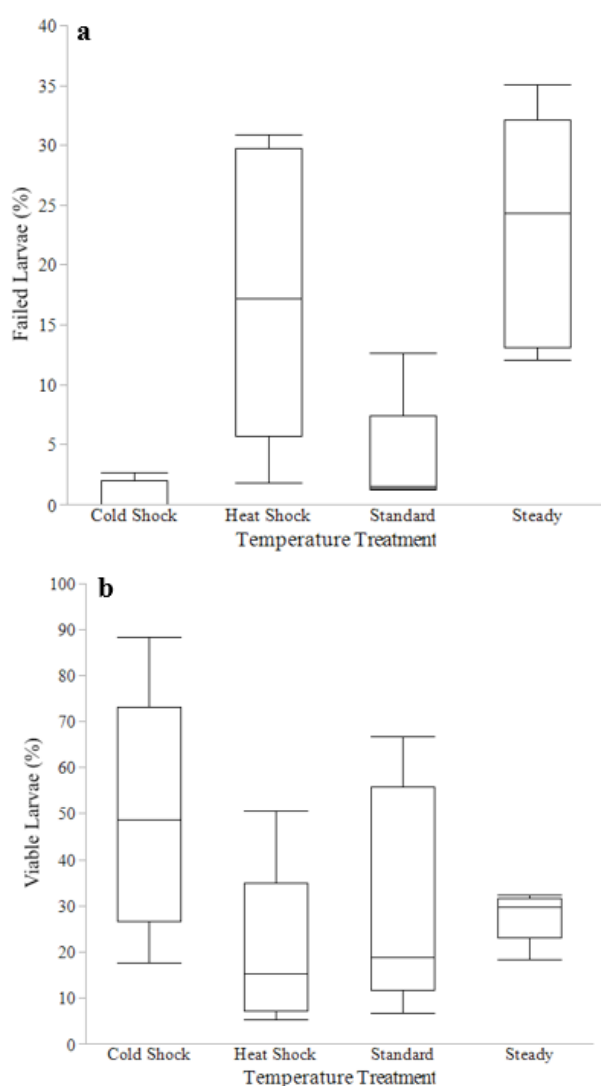 a
Failed Larvae (%)
40
35
30
25
20
15
10
5
0
Cold Shock Heat Shock Standard Steady
Temperature Treatment
b
Viable Larvae (%)
100
90
80
70
60
50
40
30
20
10
0
Cold Shock Heat Shock Standard Steady
Temperature Treatment